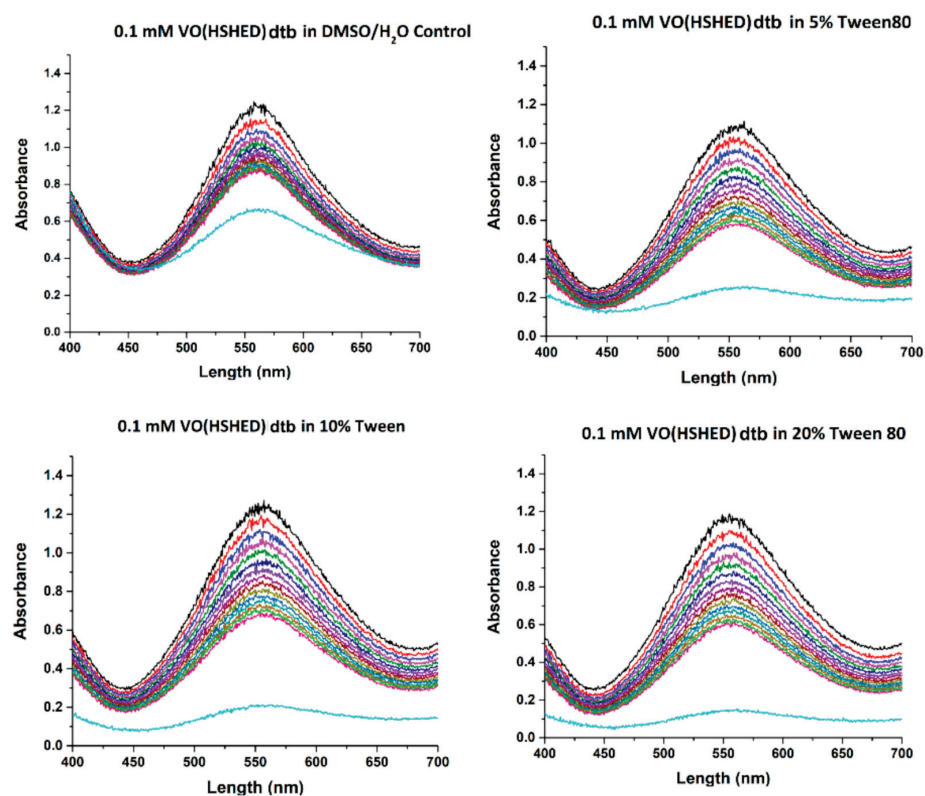 0.1 mM VO(HSHED) dtb in DMSO/H₂O Control
1.4
1.2
1.0
0.8
0.6
0.4
0.2
0.0
Absorbance
400 450 500 550 600 650 700
Length (nm)
0.1 mM VO(HSHED) dtb in 5% Tween80
1.4
1.2
1.0
0.8
0.6
0.4
0.2
0.0
Absorbance
400 450 500 550 600 650 700
Length (nm)
0.1 mM VO(HSHED) dtb in 10% Tween
1.4
1.2
1.0
0.8
0.6
0.4
0.2
0.0
Absorbance
400 450 500 550 600 650 700
Length (nm)
0.1 mM VO(HSHED) dtb in 20% Tween 80
1.4
1.2
1.0
0.8
0.6
0.4
0.2
0.0
Absorbance
400 450 500 550 600 650 700
Length (nm)